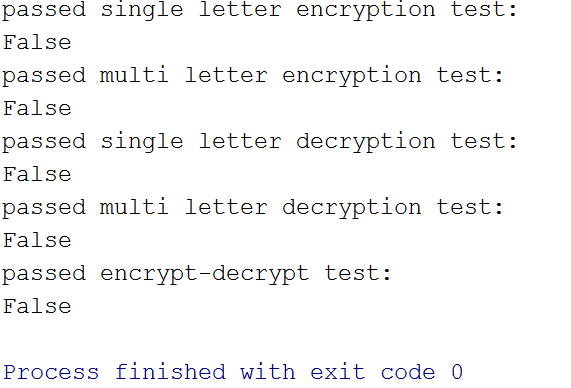 passed single letter encryption test:
False
passed multi letter encryption test:
False
passed single letter decryption test:
False
passed multi letter decryption test:
False
passed encrypt-decrypt test:
False
Process finished with exit code 0